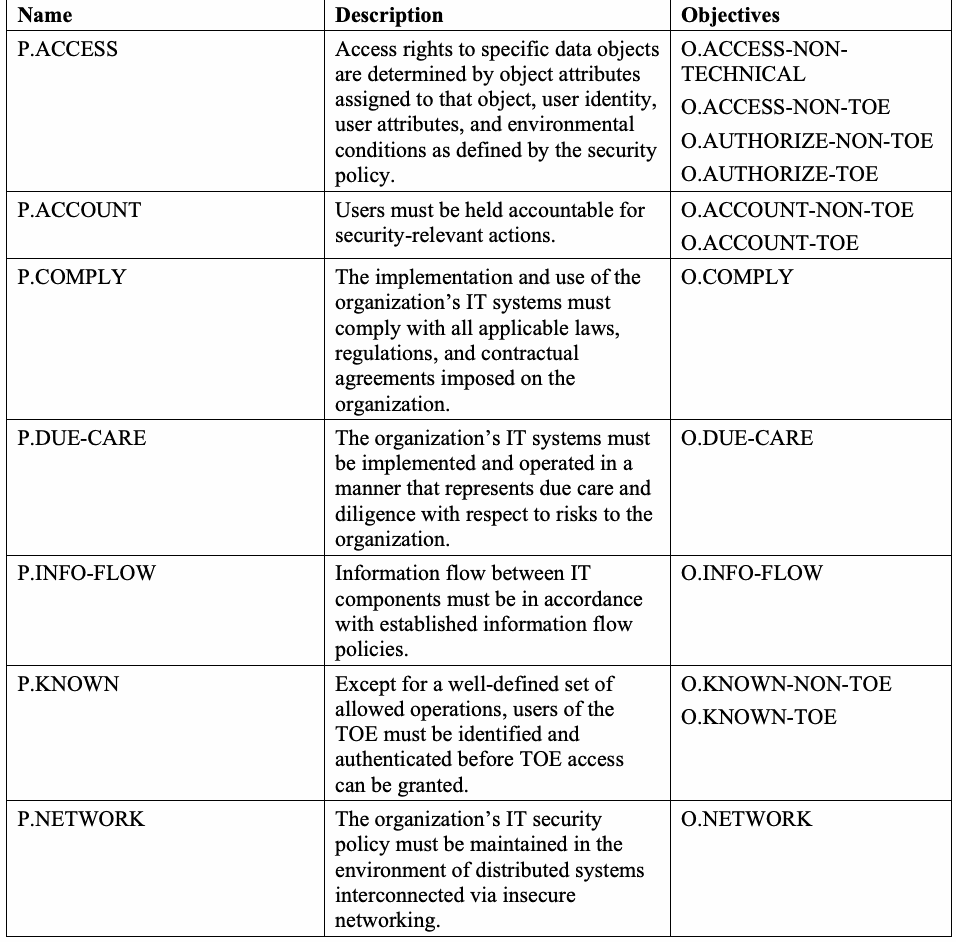 Name Description Objectives
P.ACCESS
Access rights to specific data objects
are determined by object attributes
assigned to that object, user identity,
user attributes, and environmental
conditions as defined by the security
policy.
O.ACCESS-NON-
TECHNICAL
O.ACCESS-NON-TOE
O.AUTHORIZE-NON-TOE
O.AUTHORIZE-TOE
P.ACCOUNT
Users must be held accountable for
security-relevant actions.
O.ACCOUNT-NON-TOE
O.ACCOUNT-TOE
P.COMPLY
The implementation and use of the
organization’s IT systems must
comply with all applicable laws,
regulations, and contractual
agreements imposed on the
organization.
O.COMPLY
P.DUE-CARE
The organization’s IT systems must
be implemented and operated in a
manner that represents due care and
diligence with respect to risks to the
organization.
O.DUE-CARE
P.INFO-FLOW
Information flow between IT
components must be in accordance
with established information flow
policies.
O.INFO-FLOW
P.KNOWN
Except for a well-defined set of
allowed operations, users of the
TOE must be identified and
authenticated before TOE access
can be granted.
O.KNOWN-NON-TOE
O.KNOWN-TOE
P.NETWORK
The organization’s IT security
policy must be maintained in the
environment of distributed systems
interconnected via insecure
networking.
O.NETWORK